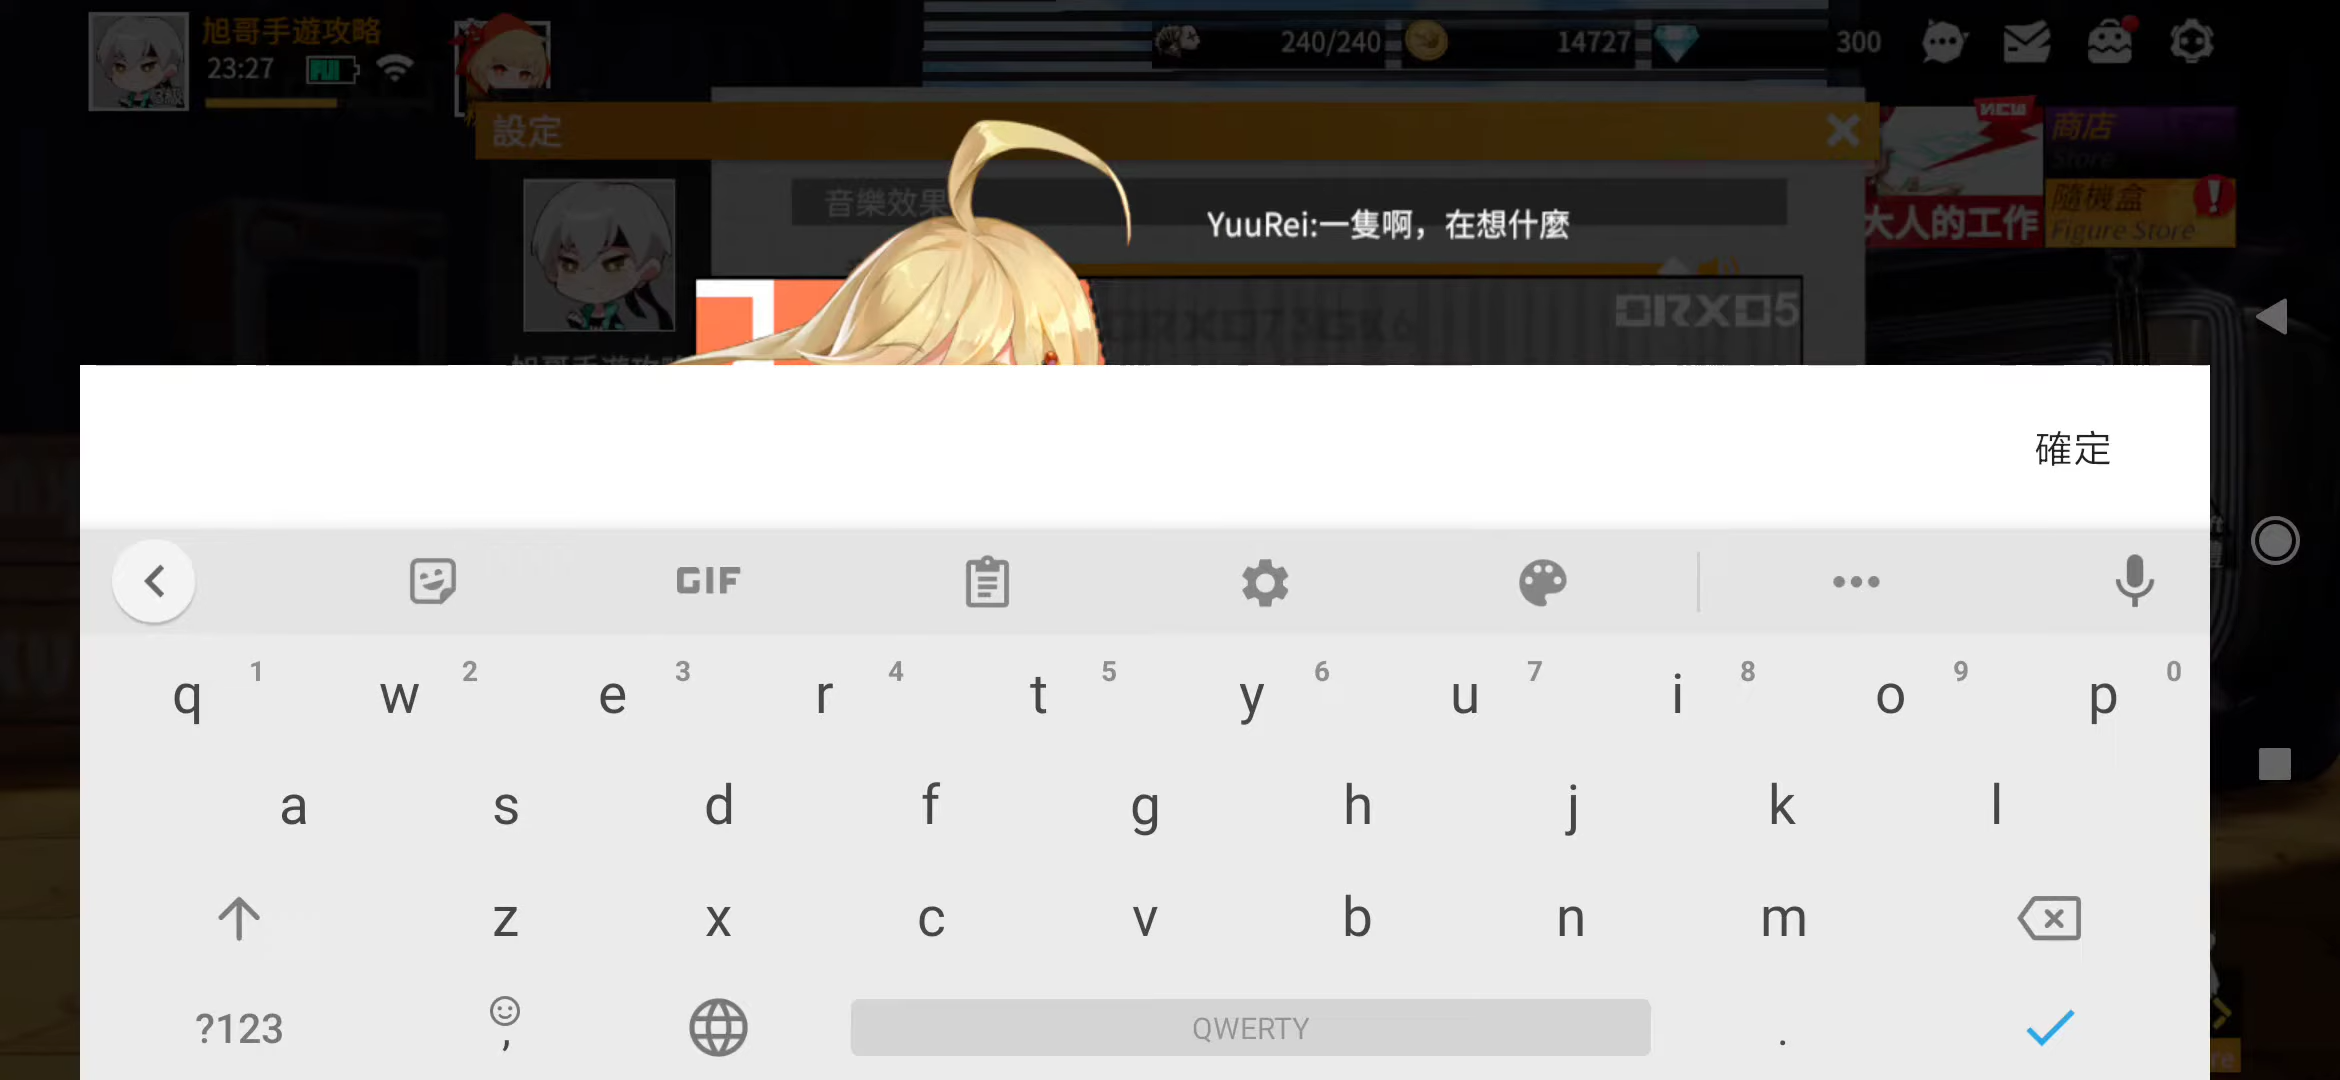 旭哥手遊攻略
23:27
240/240
14727
300
設定
NEW
商店
Store
音樂效果
YuuRei:一隻啊，在想什麼
大人的工作
隨機盒
Figure Store
確定
GIF
q 1 w 2 e 3 r 4 t 5 y 6 u 7 i 8 o 9 p 0
a s d f g h j k l
z x c v b n m
?123 , QWERTY .